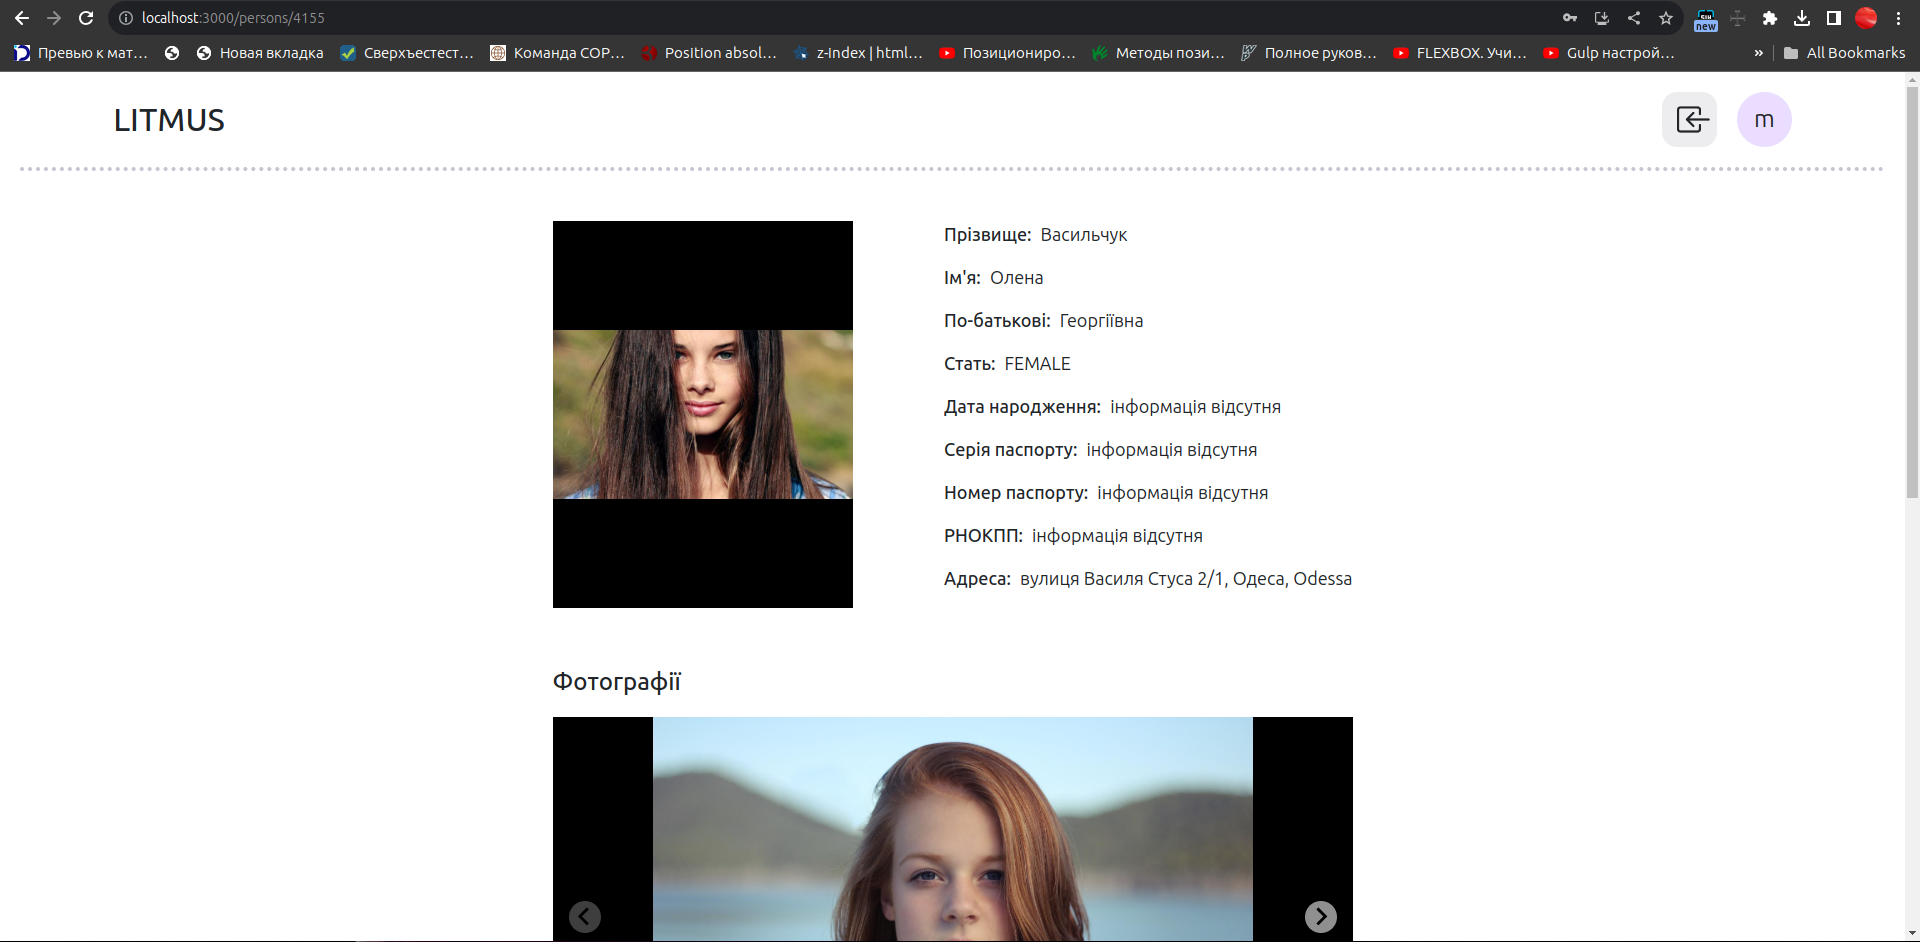 localhost:3000/persons/4155
new
Превью к мат…
Новая вкладка
Сверхъестест…
Команда СОР…
Position absol…
z-index | html…
Позициониро…
Методы пози…
Полное руков…
FLEXBOX. Учи…
Gulp настрой…
»
All Bookmarks
LITMUS
m
Прізвище: Васильчук
Ім'я: Олена
По-батькові: Георгіївна
Стать: FEMALE
Дата народження: інформація відсутня
Серія паспорту: інформація відсутня
Номер паспорту: інформація відсутня
РНОКПП: інформація відсутня
Адреса: вулиця Василя Стуса 2/1, Одеса, Odessa
Фотографії